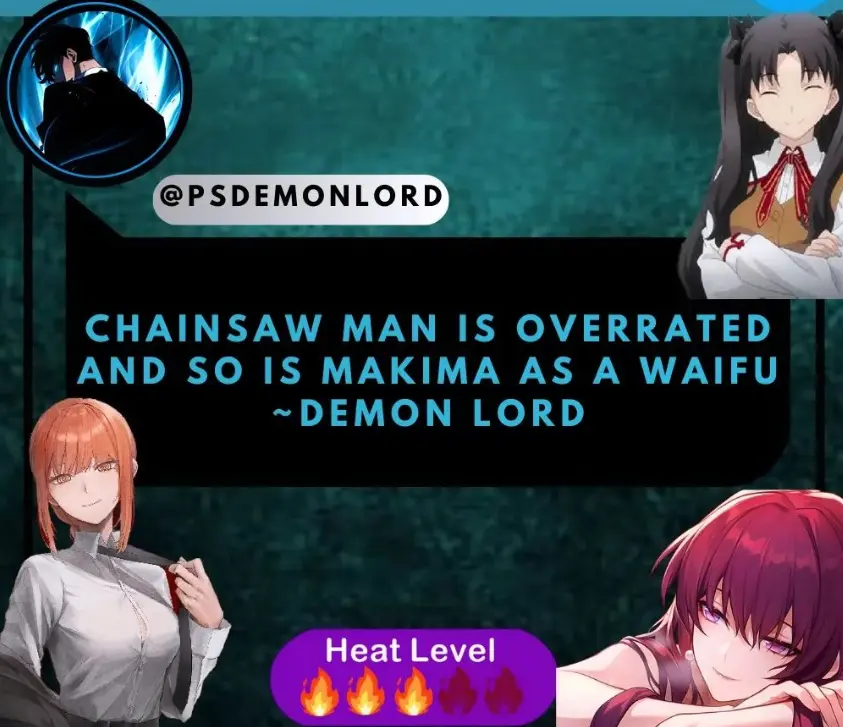 @PSDEMONLORD
CHAINSAW MAN IS OVERRATED
AND SO IS MAKIMA AS A WAIFU
~DEMON LORD
Heat Level